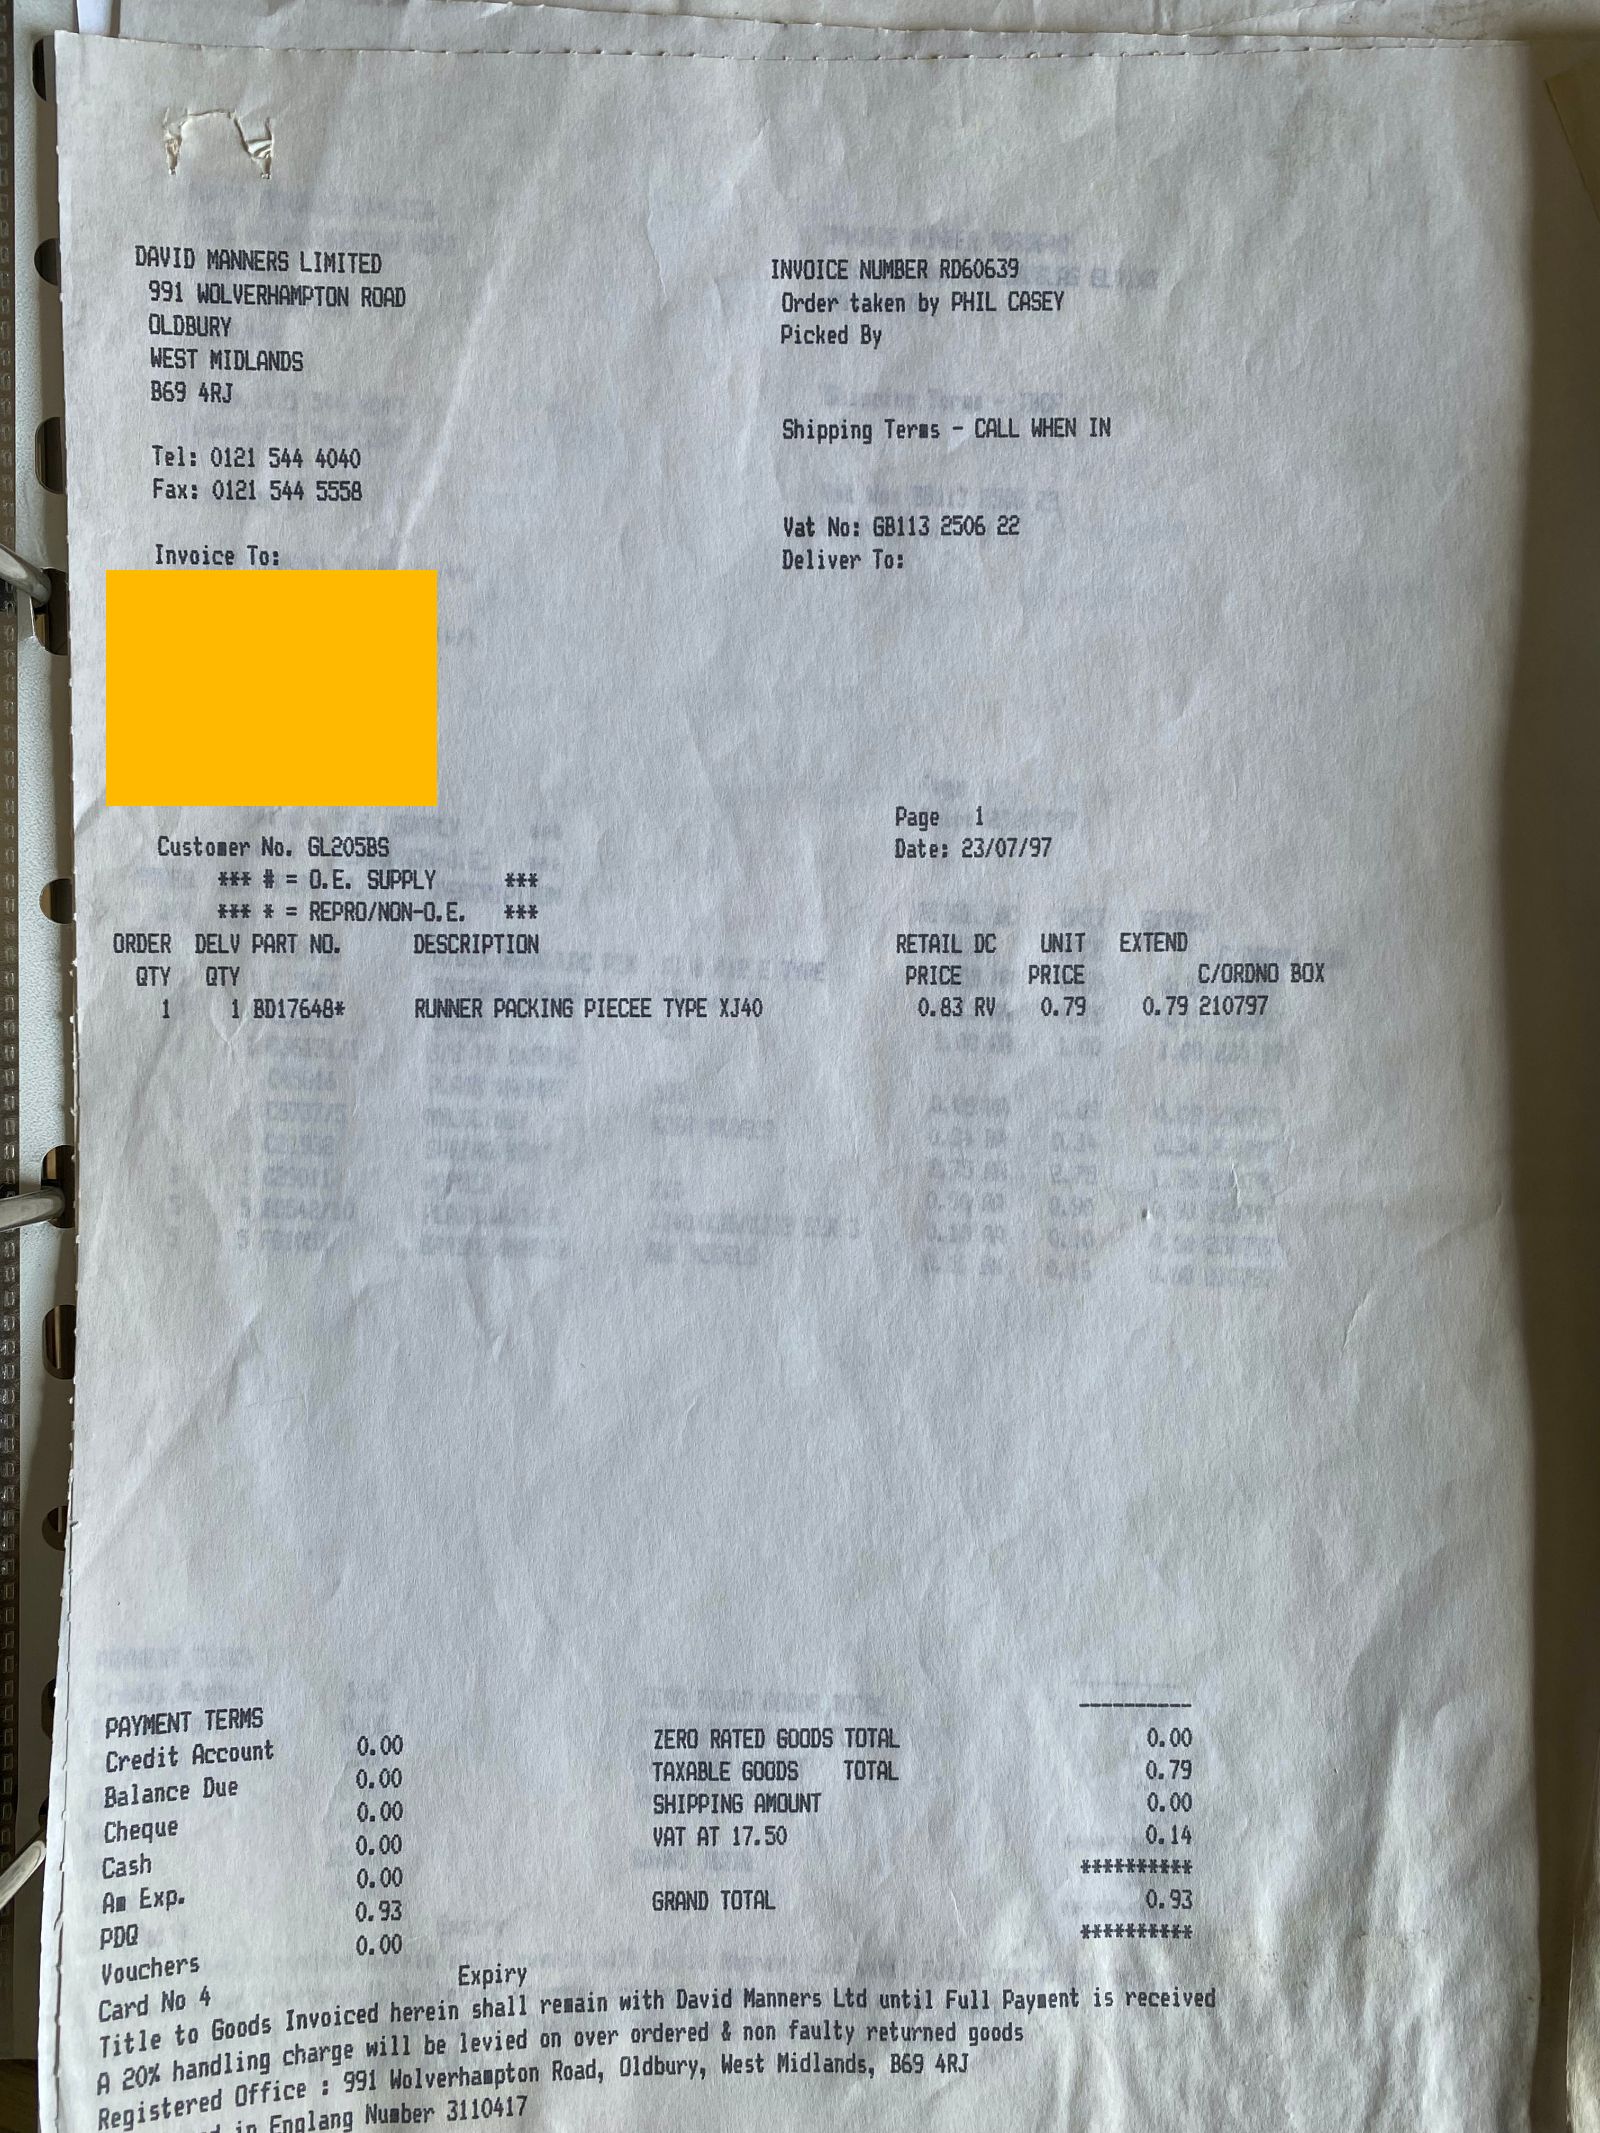 DAVID MANNERS LIMITED
991 WOLVERHAMPTON ROAD
OLDBURY
WEST MIDLANDS
B69 4RJ
Tel: 0121 544 4040
Fax: 0121 544 5558
Invoice To:
INVOICE NUMBER RD60639
Order taken by PHIL CASEY
Picked By
Shipping Terms - CALL WHEN IN
Vat No: GB113 2506 22
Deliver To:
Page 1
Date: 23/07/97
Customer No. GL205BS
*** # = O.E. SUPPLY ***
*** * = REPRO/NON-O.E. ***
ORDER DELV PART NO. DESCRIPTION RETAIL DC UNIT EXTEND
QTY QTY PRICE PRICE C/ORDNO BOX
1 1 BD17648* RUNNER PACKING PIECEE TYPE XJ40 0.83 RV 0.79 0.79 210797
PAYMENT TERMS
Credit Account 0.00
Balance Due 0.00
Cheque 0.00
Cash 0.00
Am Exp. 0.00
PDQ 0.93
Vouchers 0.00
Card No 4 Expiry
----------
ZERO RATED GOODS TOTAL 0.00
TAXABLE GOODS TOTAL 0.79
SHIPPING AMOUNT 0.00
VAT AT 17.50 0.14
**********
GRAND TOTAL 0.93
**********
Title to Goods Invoiced herein shall remain with David Manners Ltd until Full Payment is received
A 20% handling charge will be levied on over ordered & non faulty returned goods
Registered Office : 991 Wolverhampton Road, Oldbury, West Midlands, B69 4RJ
in Englang Number 3110417